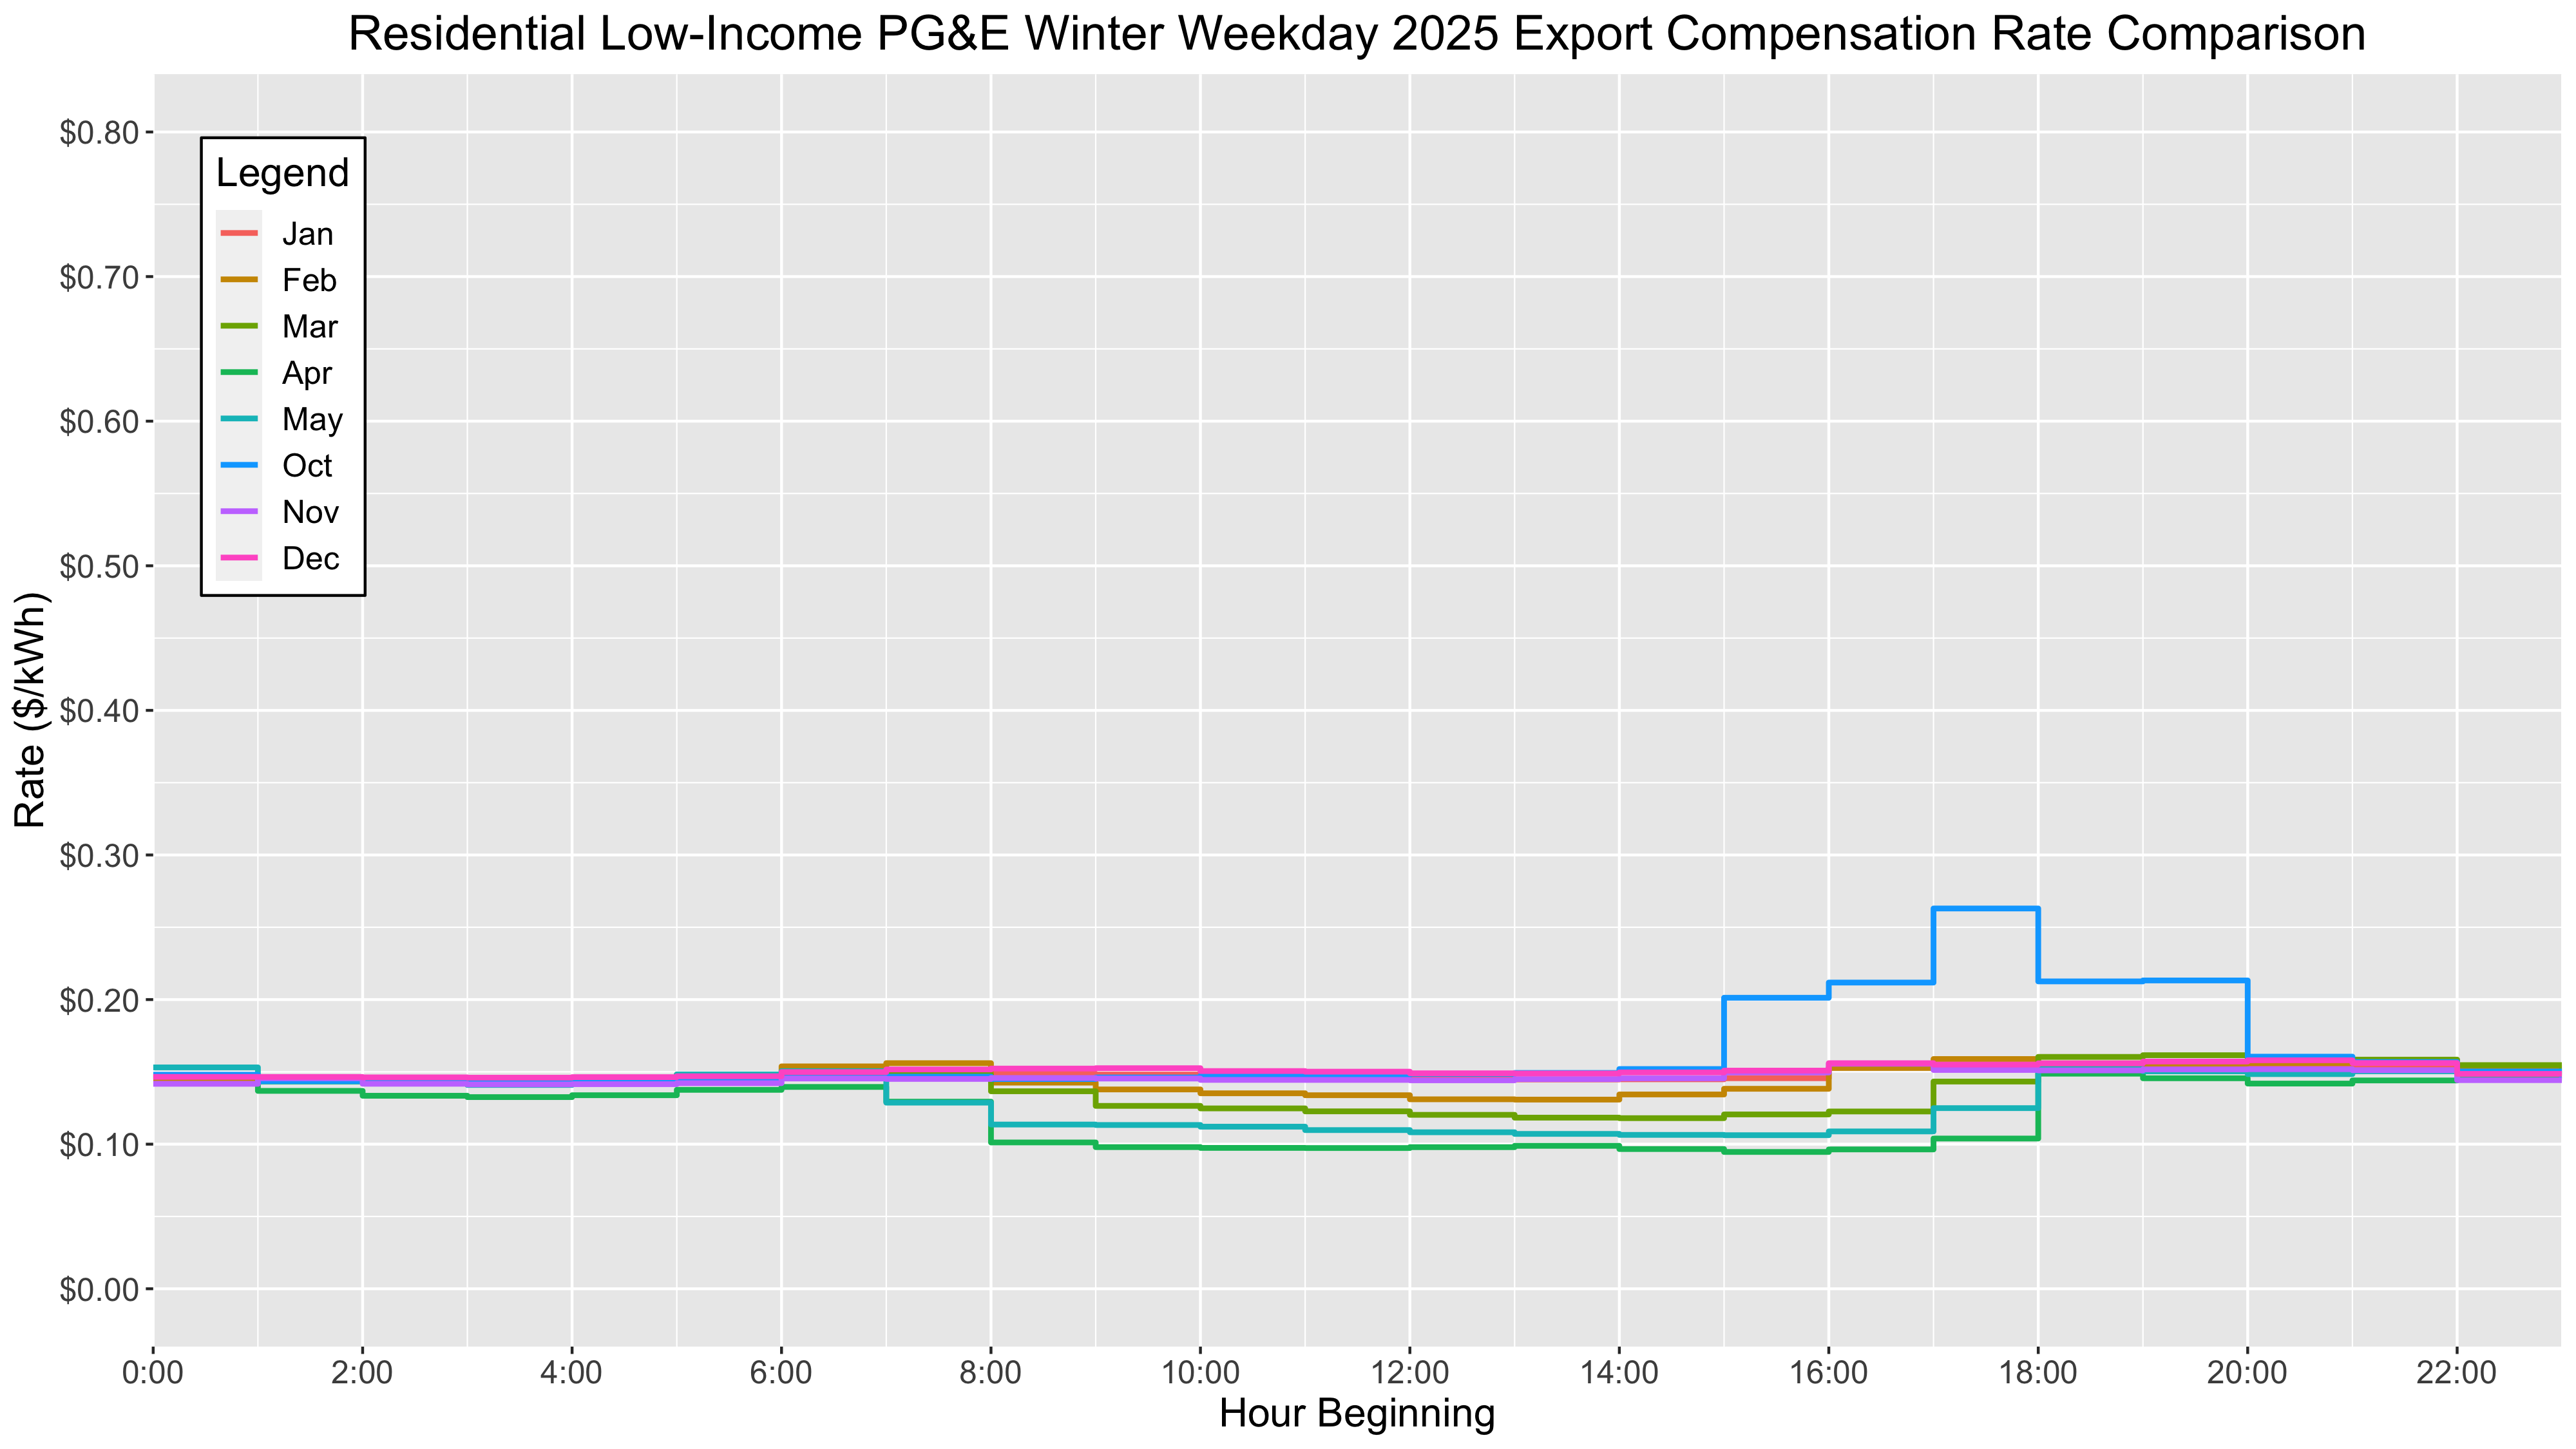 Residential Low-Income PG&E Winter Weekday 2025 Export Compensation Rate Comparison
$0.80
$0.70
$0.60
$0.50
$0.40
$0.30
$0.20
$0.10
$0.00
Rate ($/kWh)
Legend
Jan
Feb
Mar
Apr
May
Oct
Nov
Dec
0:00 2:00 4:00 6:00 8:00 10:00 12:00 14:00 16:00 18:00 20:00 22:00
Hour Beginning